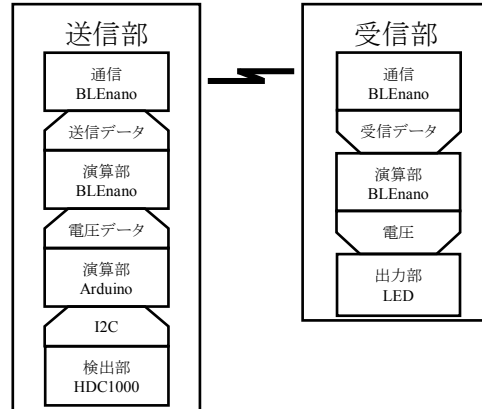 送信部
通信
BLEnano
送信データ
演算部
BLEnano
電圧データ
演算部
Arduino
I2C
検出部
HDC1000
受信部
通信
BLEnano
受信データ
演算部
BLEnano
電圧
出力部
LED